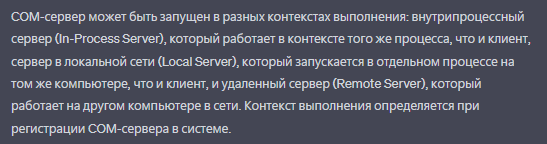 COM-сервер может быть запущен в разных контекстах выполнения: внутрипроцессный
сервер (In-Process Server), который работает в контексте того же процесса, что и клиент,
сервер в локальной сети (Local Server), который запускается в отдельном процессе на
том же компьютере, что и клиент, и удаленный сервер (Remote Server), который
работает на другом компьютере в сети. Контекст выполнения определяется при
регистрации COM-сервера в системе.